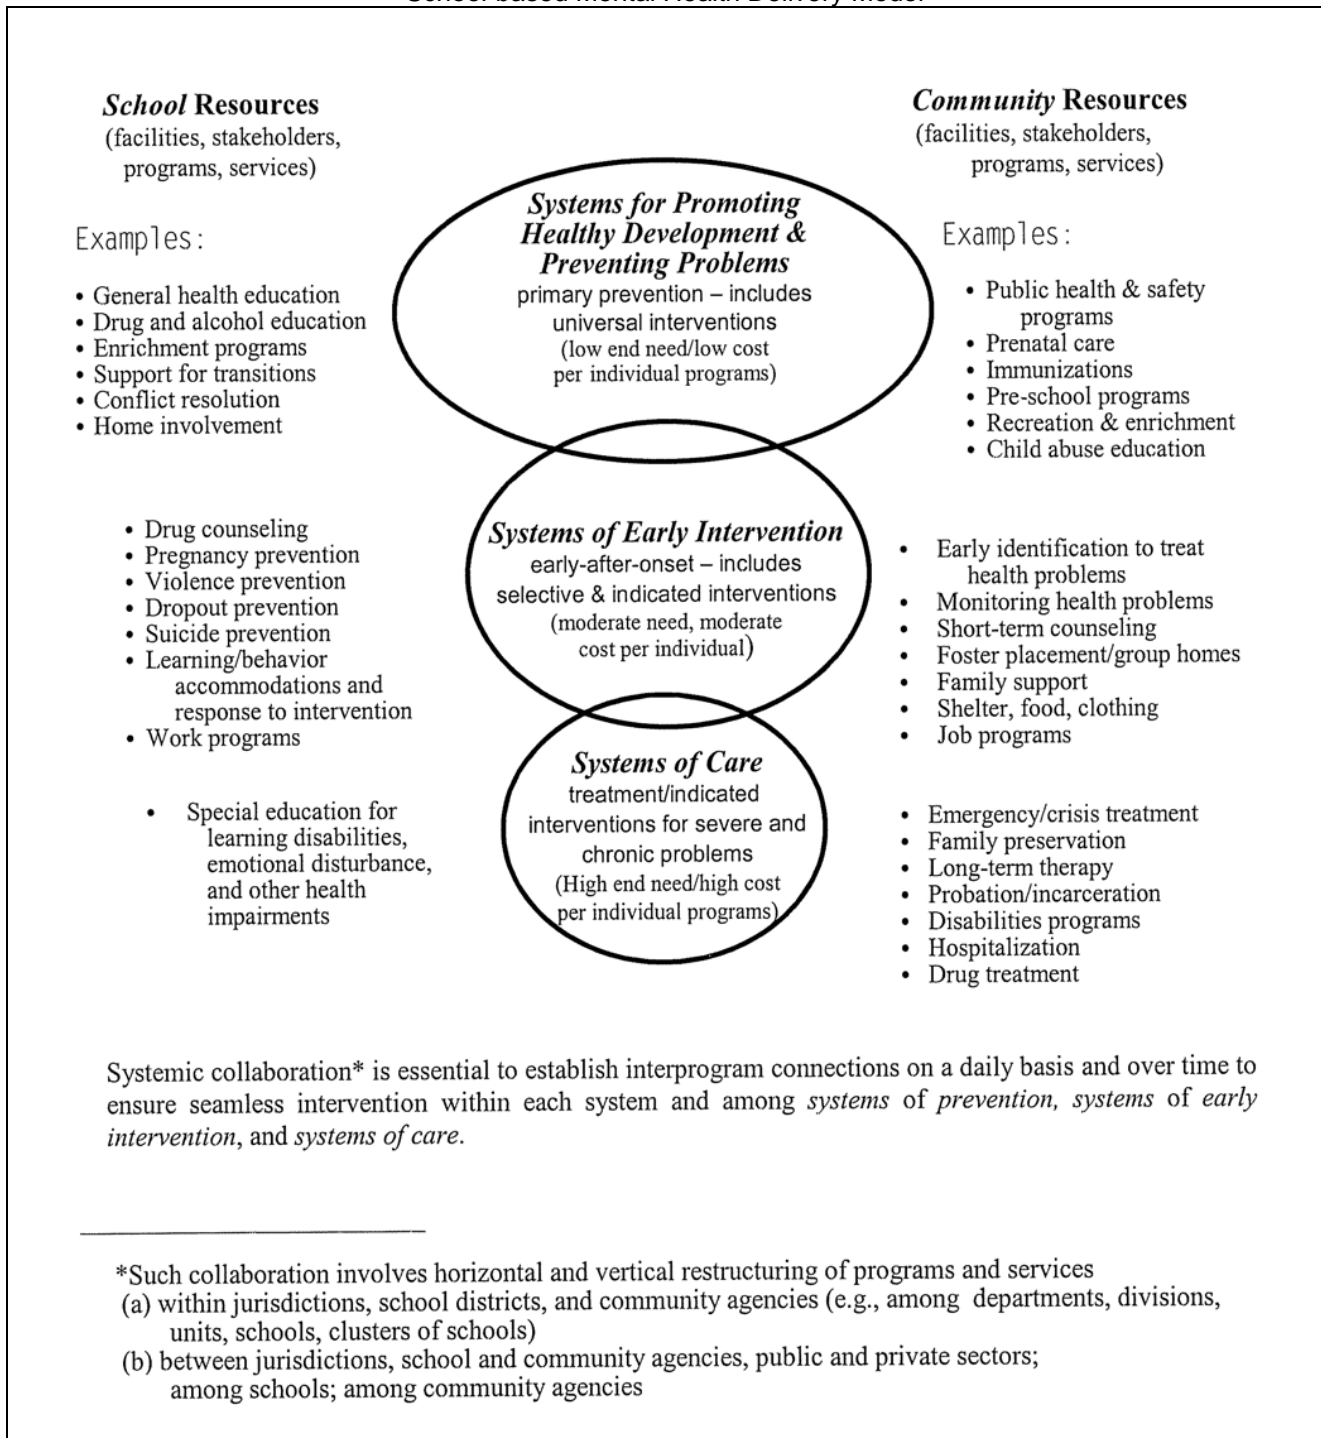 School-based Mental Health Delivery Model
School Resources
(facilities, stakeholders,
programs, services)
Examples:
• General health education
• Drug and alcohol education
• Enrichment programs
• Support for transitions
• Conflict resolution
• Home involvement
• Drug counseling
• Pregnancy prevention
• Violence prevention
• Dropout prevention
• Suicide prevention
• Learning/behavior
accommodations and
response to intervention
• Work programs
• Special education for
learning disabilities,
emotional disturbance,
and other health
impairments
Systems for Promoting
Healthy Development &
Preventing Problems
primary prevention – includes
universal interventions
(low end need/low cost
per individual programs)
Systems of Early Intervention
early-after-onset – includes
selective & indicated interventions
(moderate need, moderate
cost per individual)
Systems of Care
treatment/indicated
interventions for severe and
chronic problems
(High end need/high cost
per individual programs)
Community Resources
(facilities, stakeholders,
programs, services)
Examples:
• Public health & safety
programs
• Prenatal care
• Immunizations
• Pre-school programs
• Recreation & enrichment
• Child abuse education
• Early identification to treat
health problems
• Monitoring health problems
• Short-term counseling
• Foster placement/group homes
• Family support
• Shelter, food, clothing
• Job programs
• Emergency/crisis treatment
• Family preservation
• Long-term therapy
• Probation/incarceration
• Disabilities programs
• Hospitalization
• Drug treatment
Systemic collaboration* is essential to establish interprogram connections on a daily basis and over time to
ensure seamless intervention within each system and among systems of prevention, systems of early
intervention, and systems of care.
*Such collaboration involves horizontal and vertical restructuring of programs and services
(a) within jurisdictions, school districts, and community agencies (e.g., among departments, divisions,
units, schools, clusters of schools)
(b) between jurisdictions, school and community agencies, public and private sectors;
among schools; among community agencies